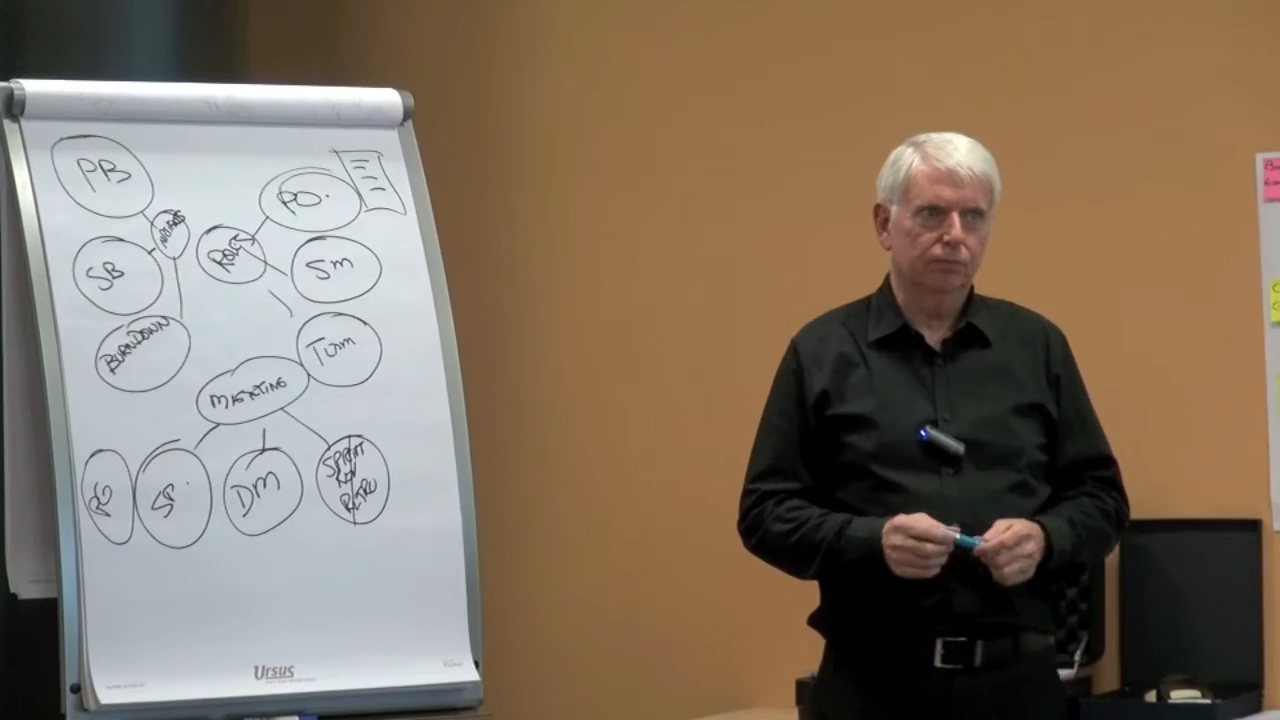 PB
PO.
ROLES
SB
SM
BURNDOWN
TEAM
MEETING
SP.
DM
SPRINT
REV
RETRO
Ursus